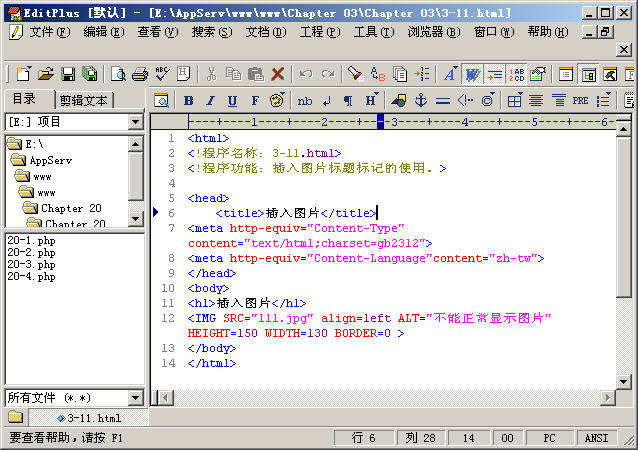 EditPlus [默认] - [E:\AppServ\www\www\Chapter 03\Chapter 03\3-11.html]
文件(F) 编辑(E) 查看(V) 搜索(S) 文档(D) 工程(P) 工具(T) 浏览器(B) 窗口(W) 帮助(H)
目录 剪辑文本
B I U F nb H PRE
[E:] 项目
E:\
AppServ
www
www
Chapter 20
Chapter 20
20-1.php
20-2.php
20-3.php
20-4.php
所有文件 (*.*)
----+----1----+----2----+----3----+----4----+----5----+----6-
1 <html>
2 <!程序名称: 3-11.html>
3 <!程序功能: 插入图片标题标记的使用。>
4
5 <head>
6 <title>插入图片</title>
7 <meta http-equiv="Content-Type"
content="text/html;charset=gb2312">
8 <meta http-equiv="Content-Language"content="zh-tw">
9 </head>
10 <body>
11 <h1>插入图片</h1>
12 <IMG SRC="111.jpg" align=left ALT="不能正常显示图片"
HEIGHT=150 WIDTH=130 BORDER=0 >
13 </body>
14 </html>
3-11.html
要查看帮助,请按 F1 行 6 列 28 14 00 PC ANSI